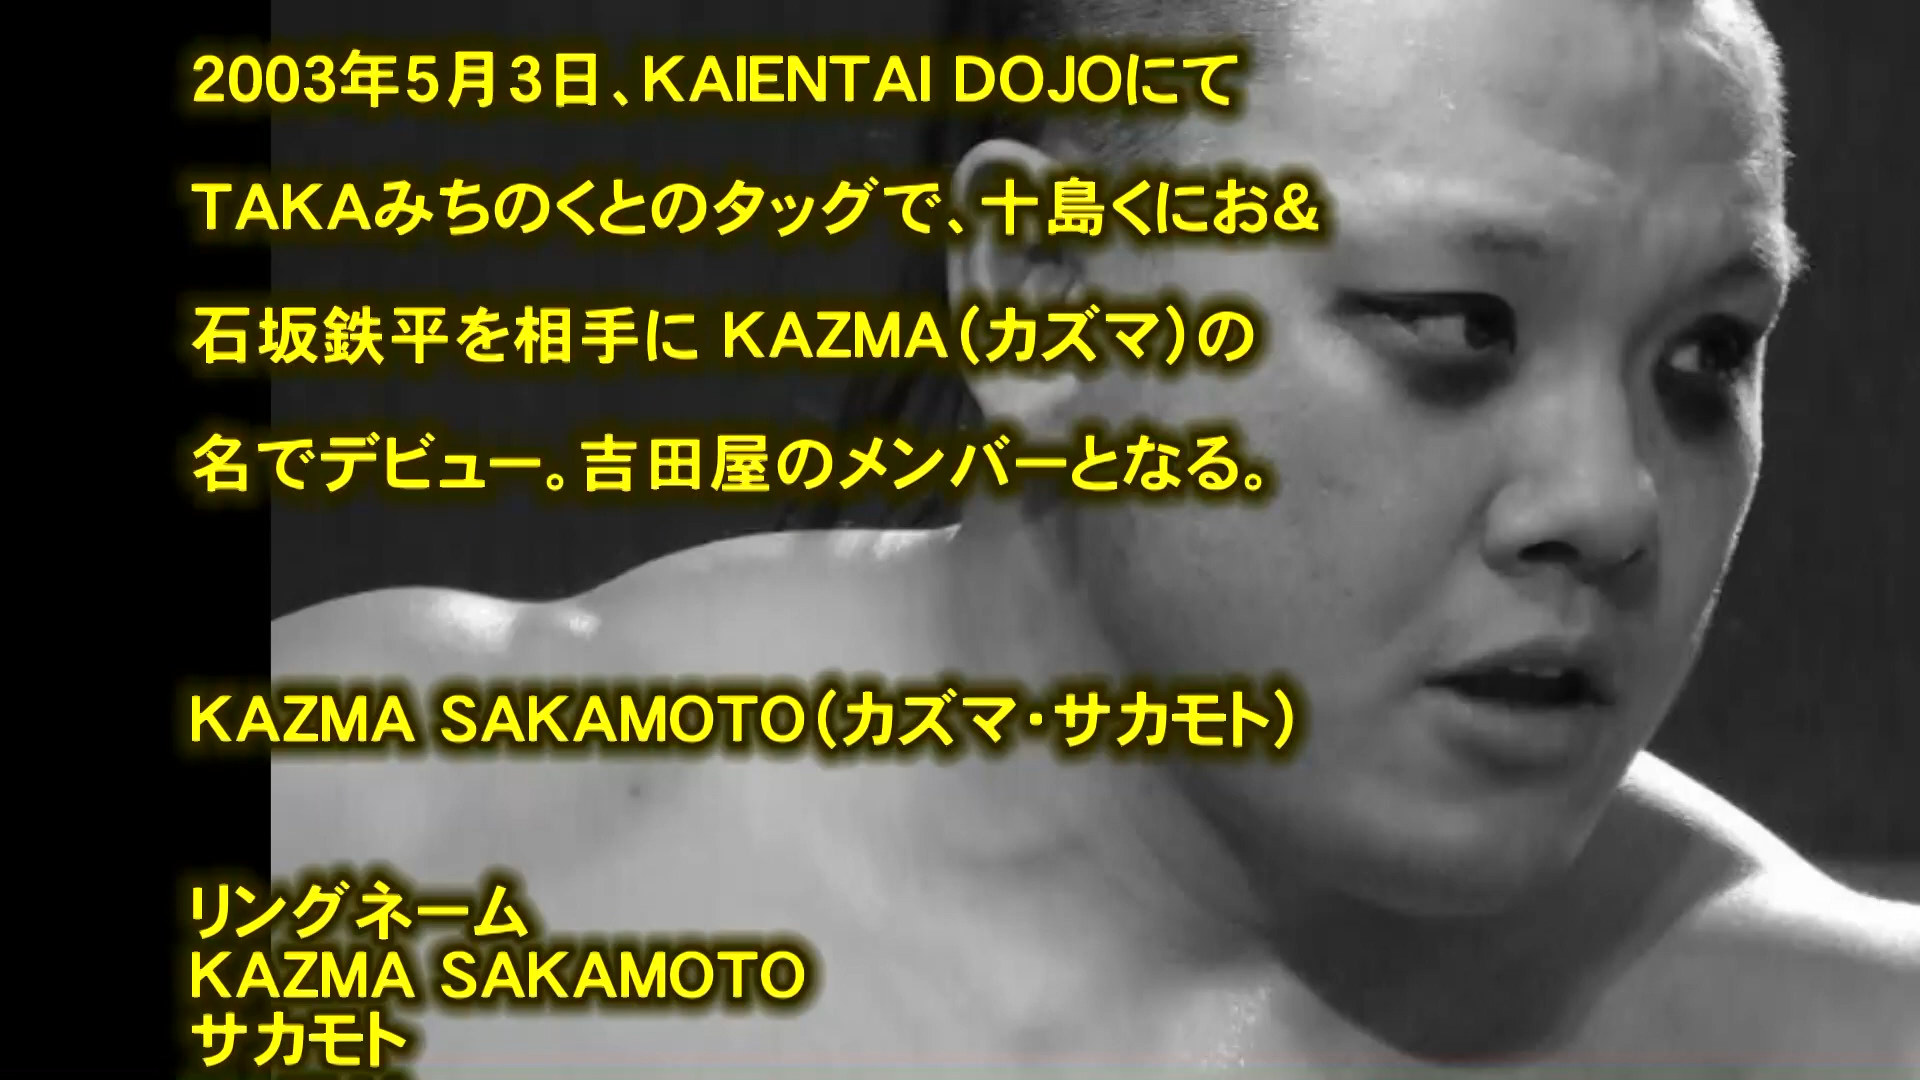 2003年5月3日、KAIENTAI DOJOにて
TAKAみちのくとのタッグで、十島くにお&
石坂鉄平を相手に KAZMA(カズマ)の
名でデビュー。吉田屋のメンバーとなる。
KAZMA SAKAMOTO(カズマ・サカモト)
リングネーム
KAZMA SAKAMOTO
サカモト